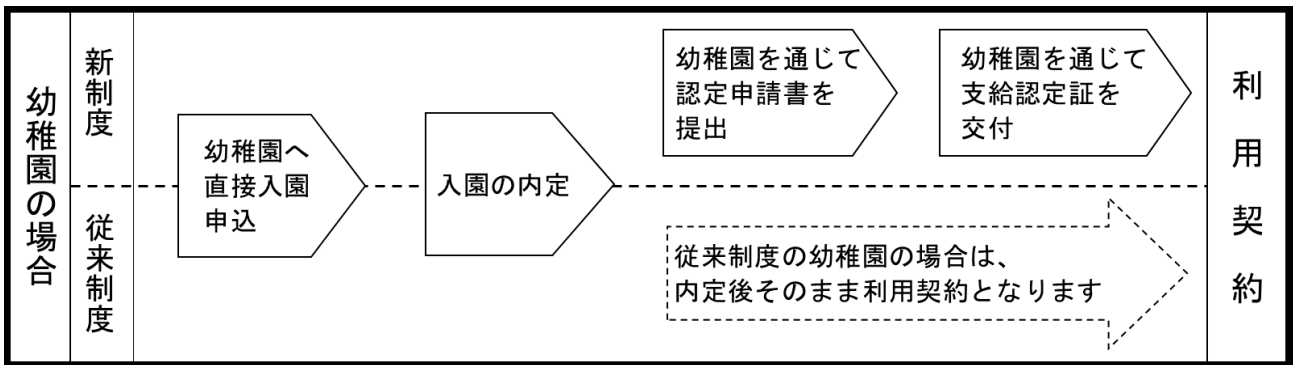 幼稚園の場合
新制度
従来制度
幼稚園へ
直接入園
申込
入園の内定
幼稚園を通じて
認定申請書を
提出
幼稚園を通じて
支給認定証を
交付
従来制度の幼稚園の場合は、
内定後そのまま利用契約となります
利用契約